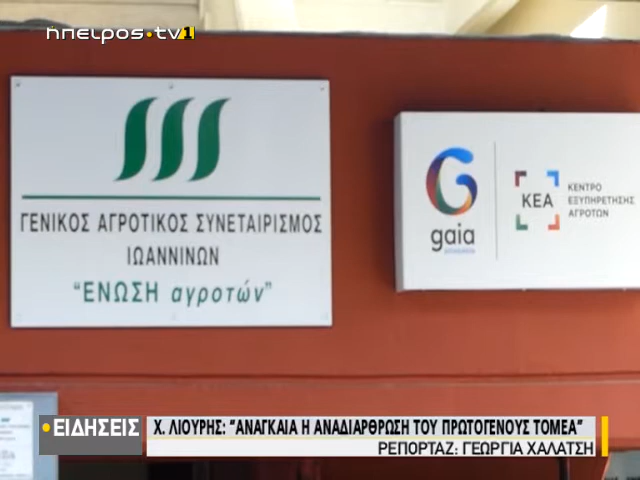 ηπειρος•tv1
ΓΕΝΙΚΟΣ ΑΓΡΟΤΙΚΟΣ ΣΥΝΕΤΑΙΡΙΣΜΟΣ
ΙΩΑΝΝΙΝΩΝ
“ΕΝΩΣΗ αγροτών”
gaia
ΚΕΑ
ΚΕΝΤΡΟ
ΕΞΥΠΗΡΕΤΗΣΗΣ
ΑΓΡΟΤΩΝ
ΕΙΔΗΣΕΙΣ
Χ. ΛΙΟΥΡΗΣ: “ΑΝΑΓΚΑΙΑ Η ΑΝΑΔΙΑΡΘΡΩΣΗ ΤΟΥ ΠΡΩΤΟΓΕΝΟΥΣ ΤΟΜΕΑ”
ΡΕΠΟΡΤΑΖ: ΓΕΩΡΓΙΑ ΧΑΛΑΤΣΗ